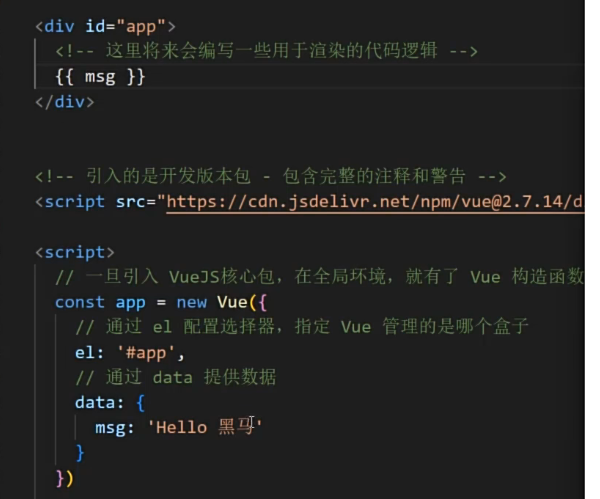 <div id="app">
<!-- 这里将来会编写一些用于渲染的代码逻辑 -->
{{ msg }}
</div>
<!-- 引入的是开发版本包 - 包含完整的注释和警告 -->
<script src="https://cdn.jsdelivr.net/npm/vue@2.7.14/d
<script>
// 一旦引入 VueJS核心包, 在全局环境, 就有了 Vue 构造函数
const app = new Vue({
// 通过 el 配置选择器, 指定 Vue 管理的是哪个盒子
el: '#app',
// 通过 data 提供数据
data: {
msg: 'Hello 黑马'
}
})